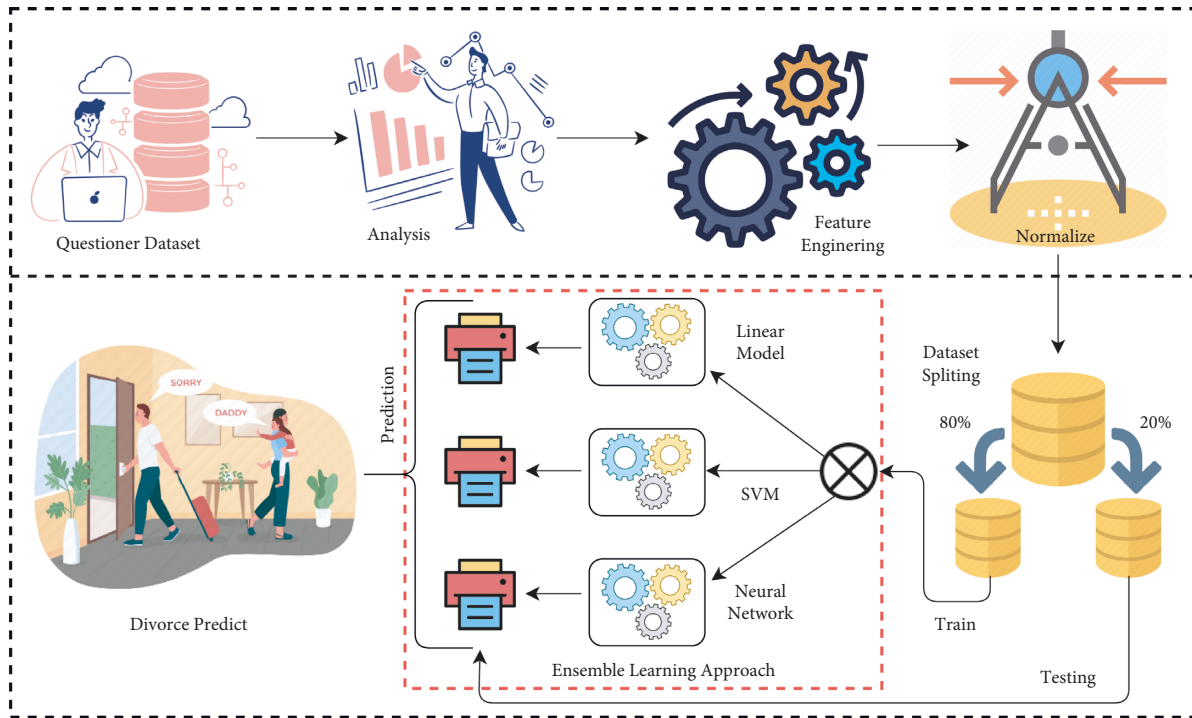 Questioner Dataset
Analysis
Feature
Enginering
Normalize
Dataset
Spliting
80%
20%
Train
Testing
Linear
Model
SVM
Neural
Network
Ensemble Learning Approach
Prediction
SORRY
DADDY
Divorce Predict